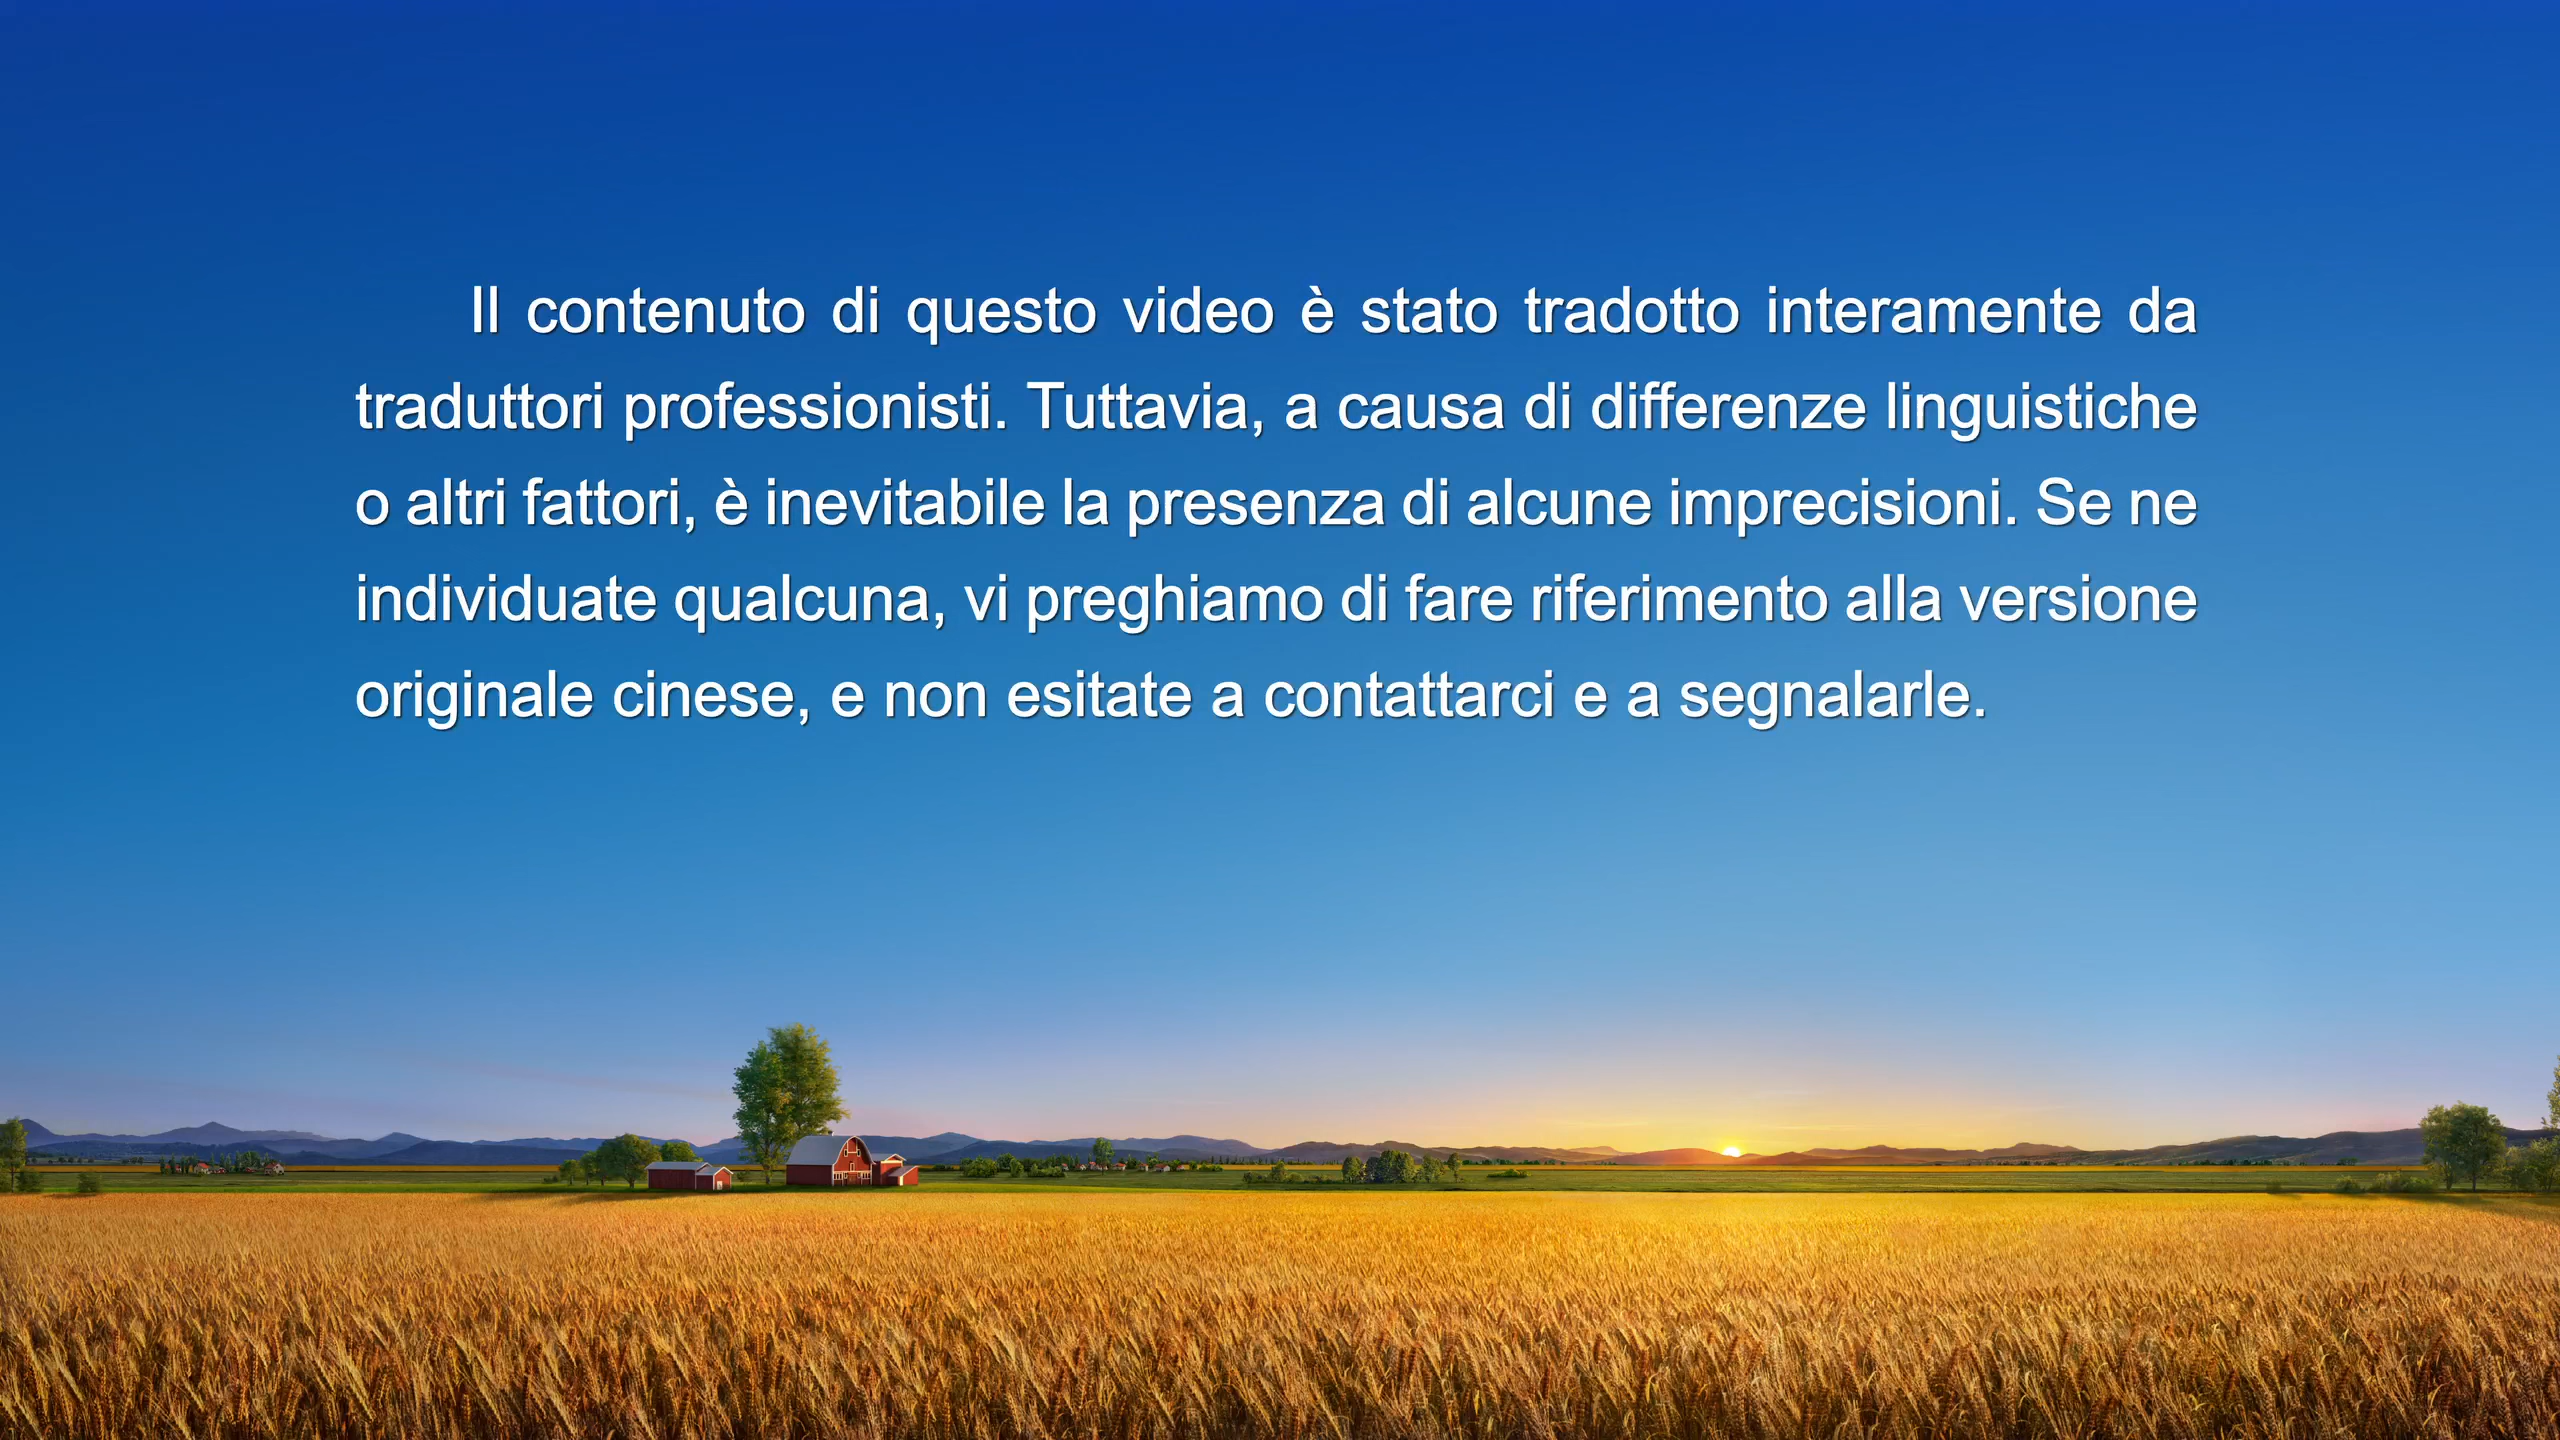 Il contenuto di questo video è stato tradotto interamente da
traduttori professionisti. Tuttavia, a causa di differenze linguistiche
o altri fattori, è inevitabile la presenza di alcune imprecisioni. Se ne
individuate qualcuna, vi preghiamo di fare riferimento alla versione
originale cinese, e non esitate a contattarci e a segnalarle.